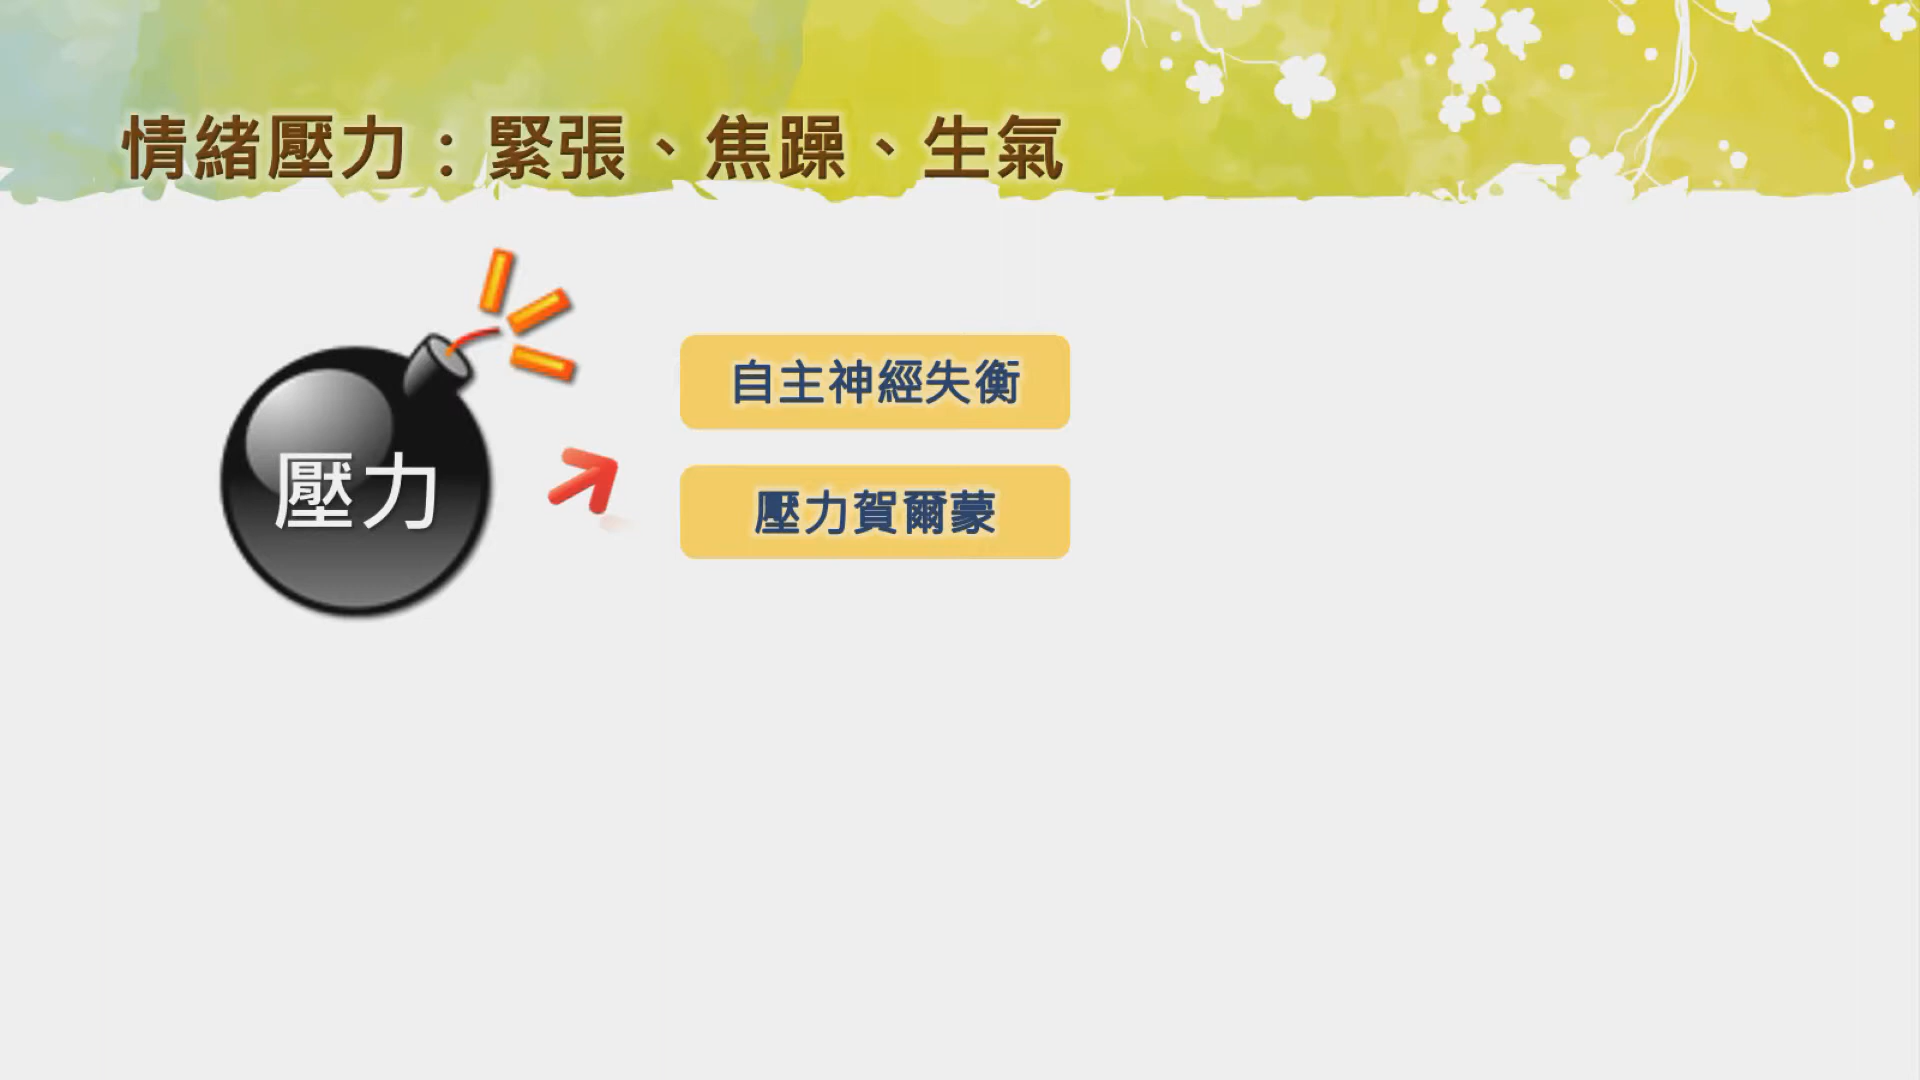 情緒壓力：緊張、焦躁、生氣
壓力
自主神經失衡
壓力賀爾蒙